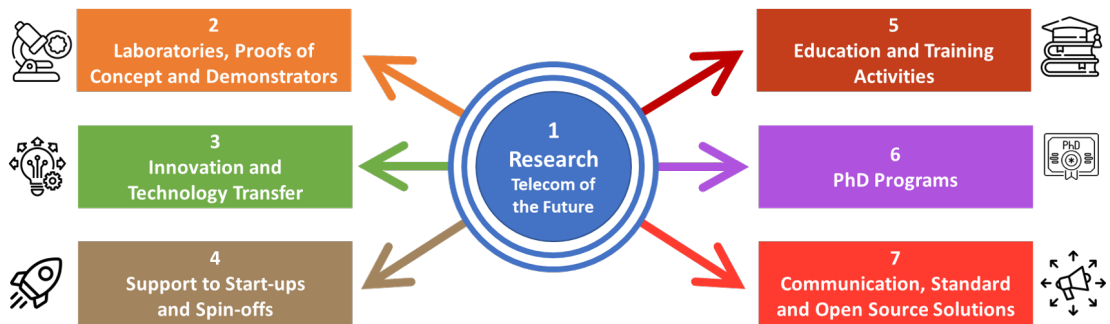 2
Laboratories, Proofs of
Concept and Demonstrators
3
Innovation and
Technology Transfer
4
Support to Start-ups
and Spin-offs
1
Research
Telecom of
the Future
5
Education and Training
Activities
6
PhD Programs
PhD
7
Communication, Standard
and Open Source Solutions